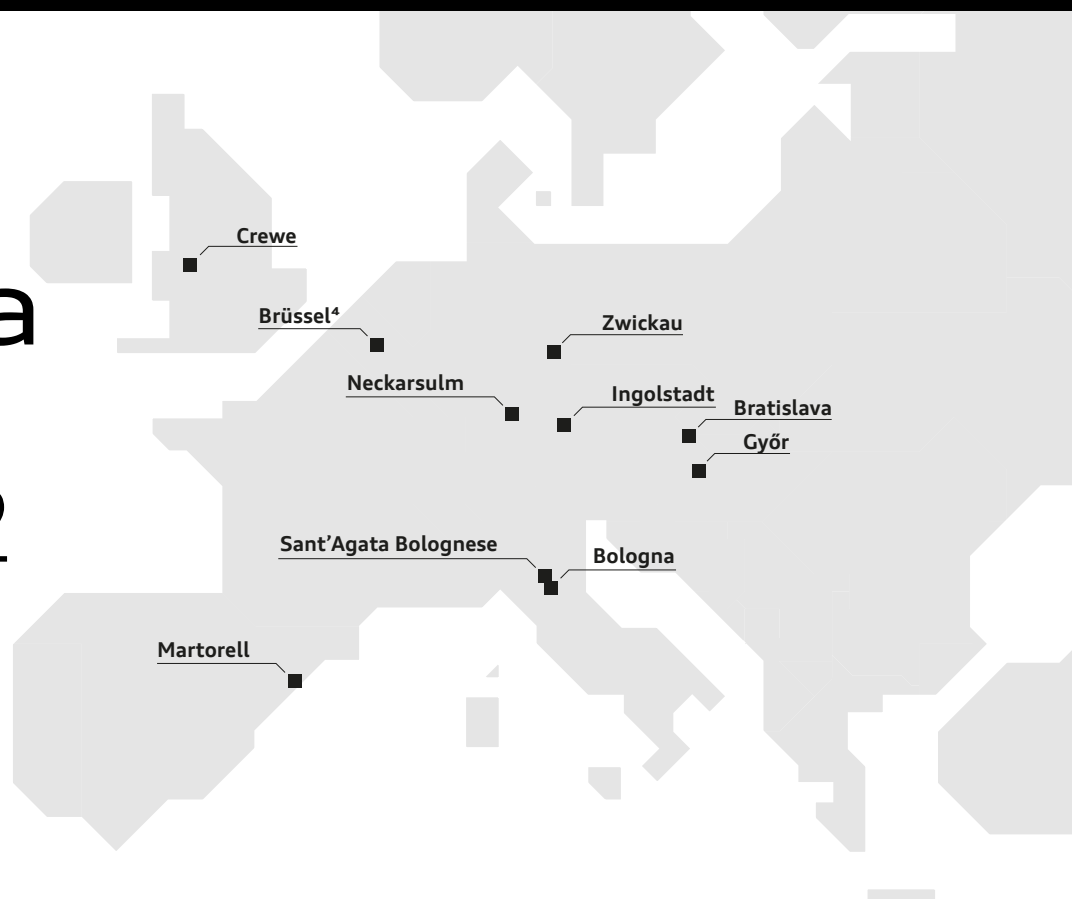 Crewe
a
Brüssel⁴
Zwickau
Neckarsulm
Ingolstadt
Bratislava
Győr
Sant’Agata Bolognese
Bologna
Martorell